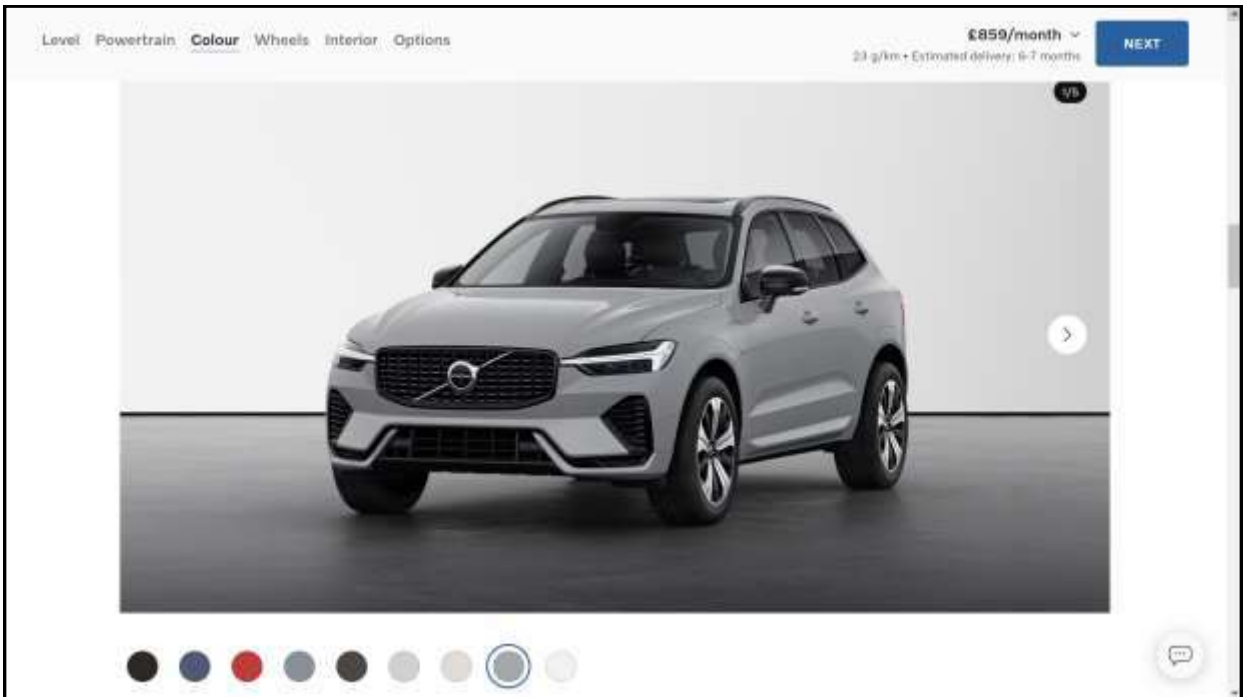 Level Powertrain Colour Wheels Interior Options
£859/month
23 g/km • Estimated delivery: 6-7 months
NEXT
1/5